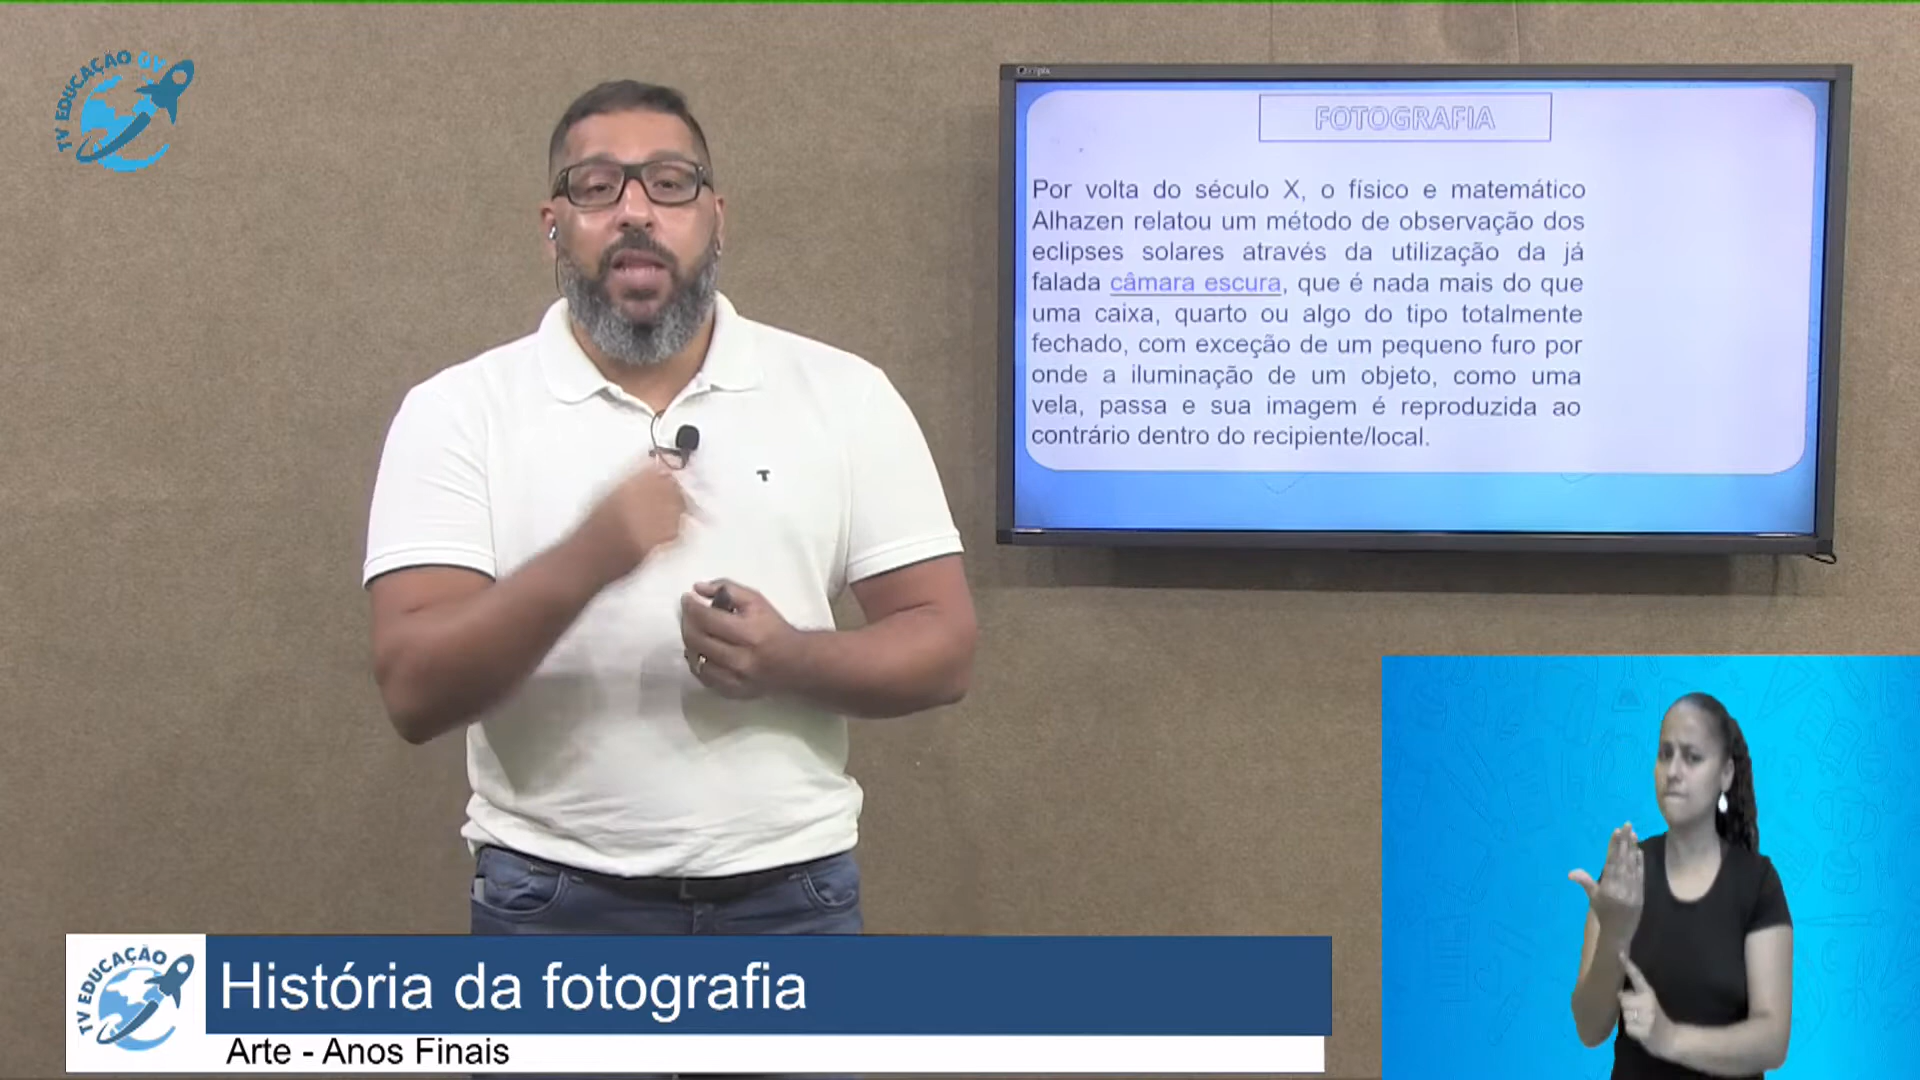 TV EDUCAÇÃO GV
FOTOGRAFIA
Por volta do século X, o físico e matemático
Alhazen relatou um método de observação dos
eclipses solares através da utilização da já
falada câmara escura, que é nada mais do que
uma caixa, quarto ou algo do tipo totalmente
fechado, com exceção de um pequeno furo por
onde a iluminação de um objeto, como uma
vela, passa e sua imagem é reproduzida ao
contrário dentro do recipiente/local.
T
TV EDUCAÇÃO
História da fotografia
Arte - Anos Finais